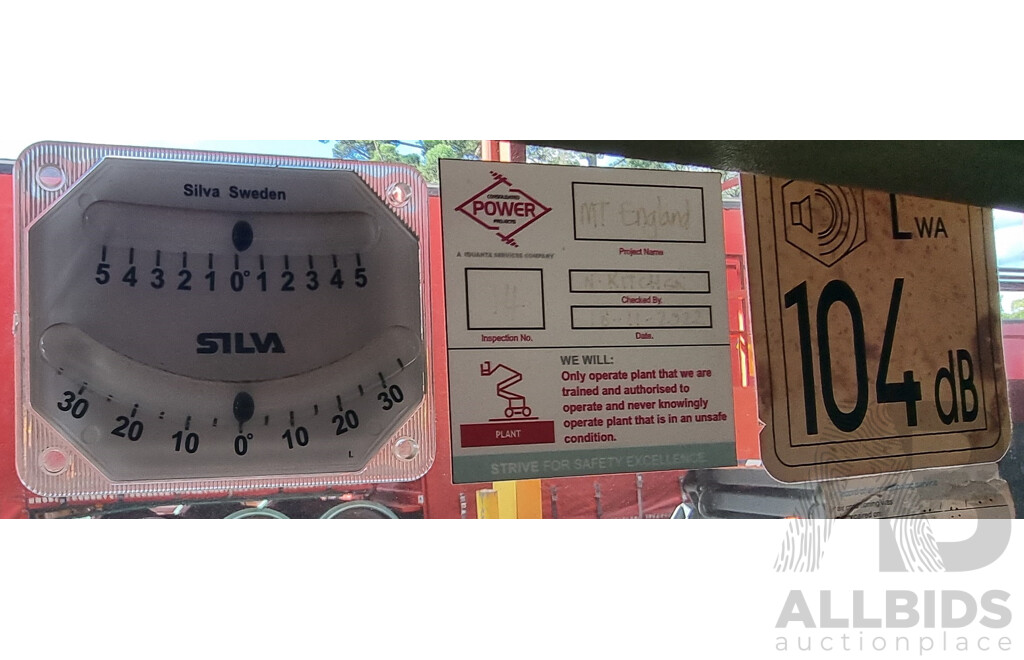 Silva Sweden
5 4 3 2 1 0° 1 2 3 4 5
SILVA
30 20 10 0° 10 20 30
L
CONSOLIDATED
POWER
PROJECTS
A QUANTA SERVICES COMPANY
MT England
Project Name
14
Inspection No.
Checked By.
Date.
WE WILL:
Only operate plant that we are
trained and authorised to
operate and never knowingly
operate plant that is in an unsafe
condition.
PLANT
STRIVE FOR SAFETY EXCELLENCE
LWA
104 dB
ALLBIDS
auctionplace